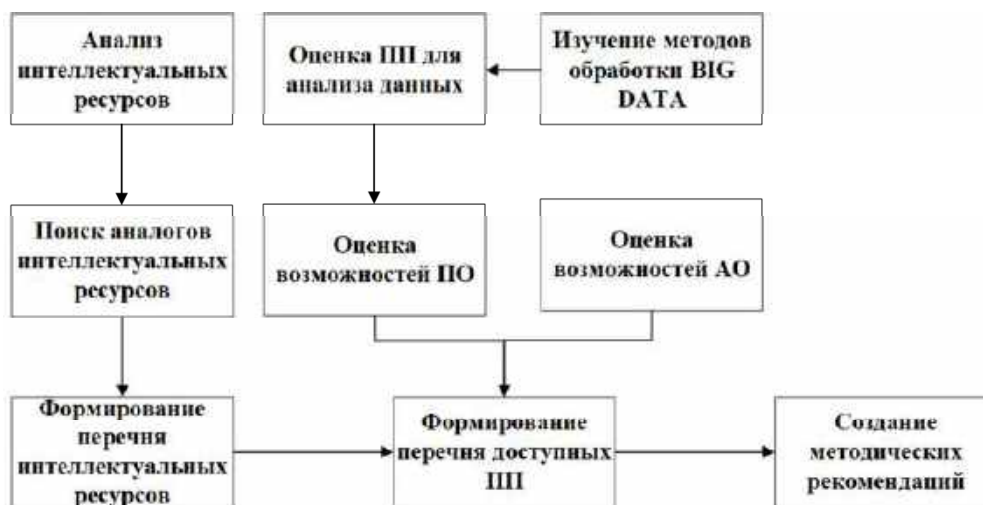 Анализ
интеллектуальных
ресурсов
Оценка ПП для
анализа данных
Изучение методов
обработки BIG
DATA
Поиск аналогов
интеллектуальных
ресурсов
Оценка
возможностей ПО
Оценка
возможностей АО
Формирование
перечня
интеллектуальных
ресурсов
Формирование
перечня доступных
ПП
Создание
методических
рекомендаций